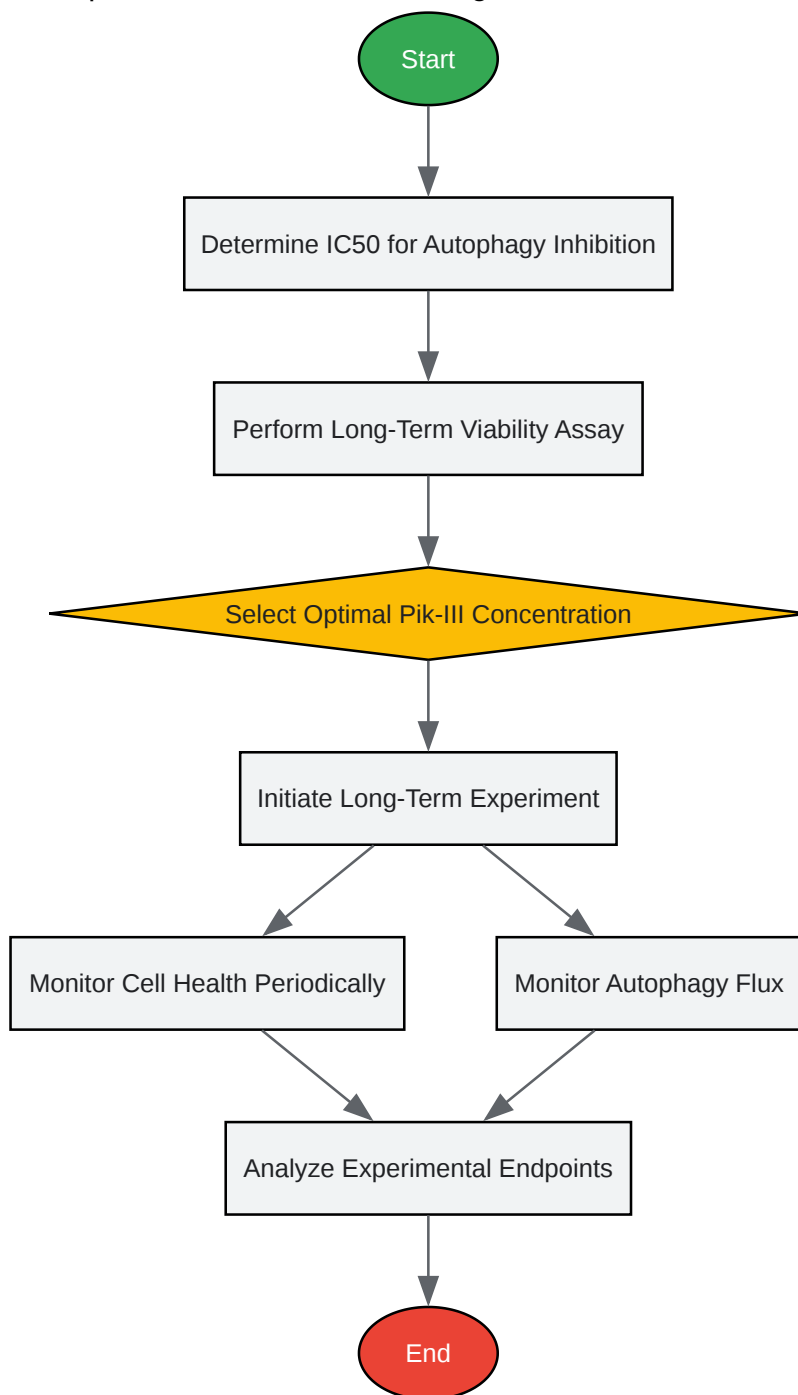 Start
Determine IC50 for Autophagy Inhibition
Perform Long-Term Viability Assay
Select Optimal Pik-III Concentration
Initiate Long-Term Experiment
Monitor Cell Health Periodically
Monitor Autophagy Flux
Analyze Experimental Endpoints
End